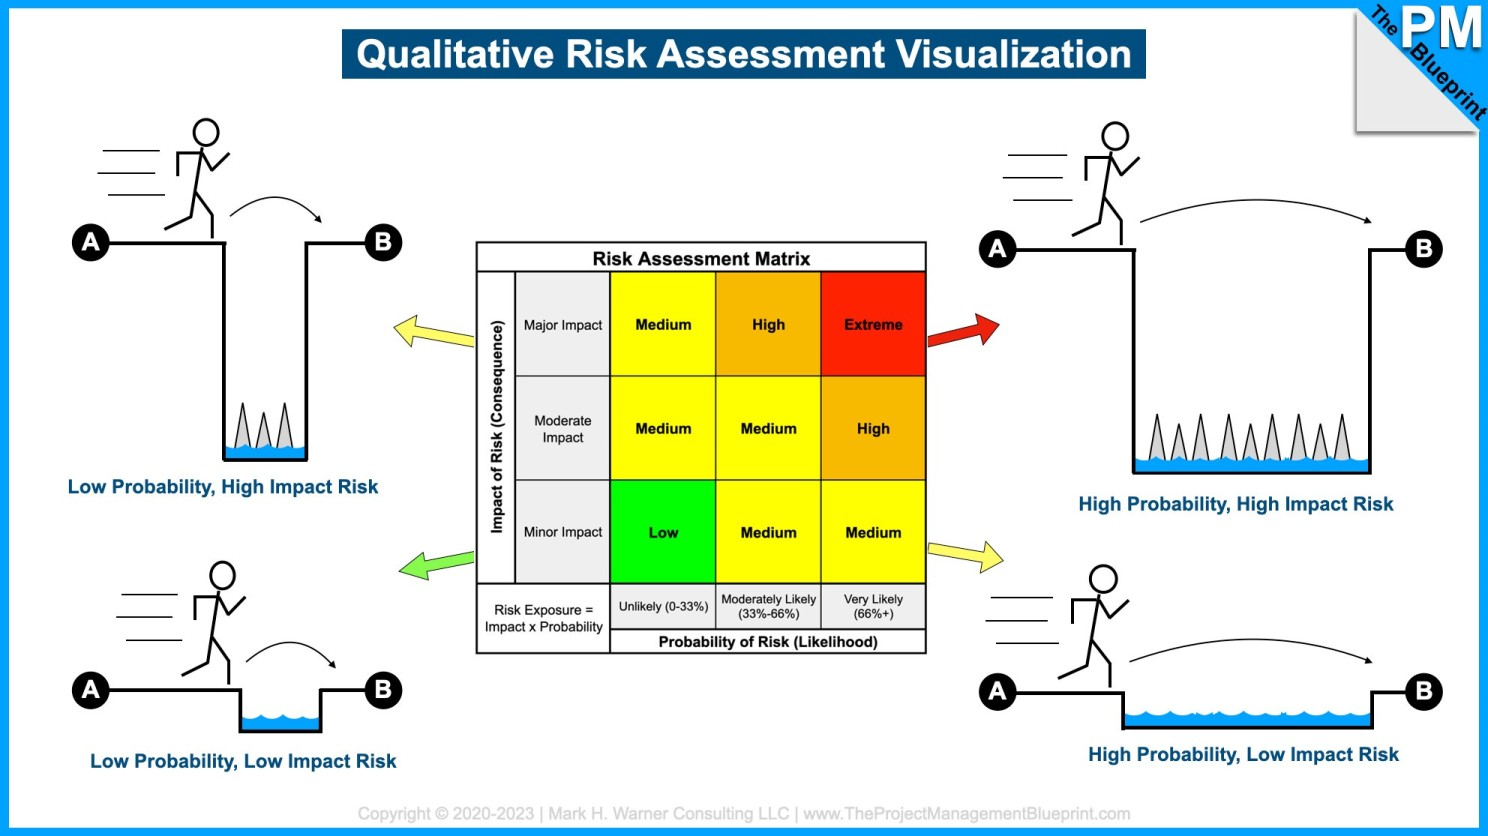 Qualitative Risk Assessment Visualization
The PM Blueprint
A
B
Low Probability, High Impact Risk
A
B
High Probability, High Impact Risk
Risk Assessment Matrix
Impact of Risk (Consequence)
Major Impact
Medium
High
Extreme
Moderate
Impact
Medium
Medium
High
Minor Impact
Low
Medium
Medium
Risk Exposure =
Impact x Probability
Unlikely (0-33%)
Moderately Likely
(33%-66%)
Very Likely
(66%+)
Probability of Risk (Likelihood)
A
B
Low Probability, Low Impact Risk
A
B
High Probability, Low Impact Risk
Copyright © 2020-2023 | Mark H. Warner Consulting LLC | www.TheProjectManagementBlueprint.com